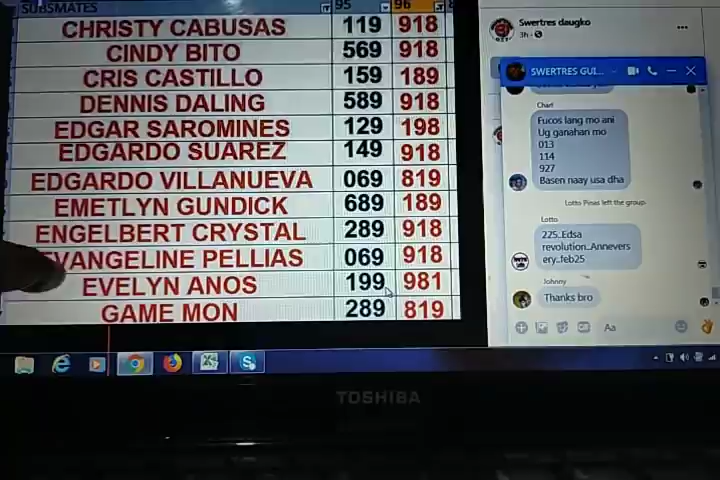 SUBSMATES 95 96
CHRISTY CABUSAS 119 918
CINDY BITO 569 918
CRIS CASTILLO 159 189
DENNIS DALING 589 918
EDGAR SAROMINES 129 198
EDGARDO SUAREZ 149 918
EDGARDO VILLANUEVA 069 819
EMETLYN GUNDICK 689 189
ENGELBERT CRYSTAL 289 918
VANGELINE PELLIAS 069 918
EVELYN ANOS 199 981
GAME MON 289 819
Swertres daugko
3h
SWERTRES GUL...
Charl
Fucos lang mo ani
Ug ganahan mo
013
114
927
Basen naay usa dha
Lotto Pinas left the group.
Lotto
225..Edsa
revolution..Annevers
ery..feb25
Johnny
Thanks bro
Aa
TOSHIBA